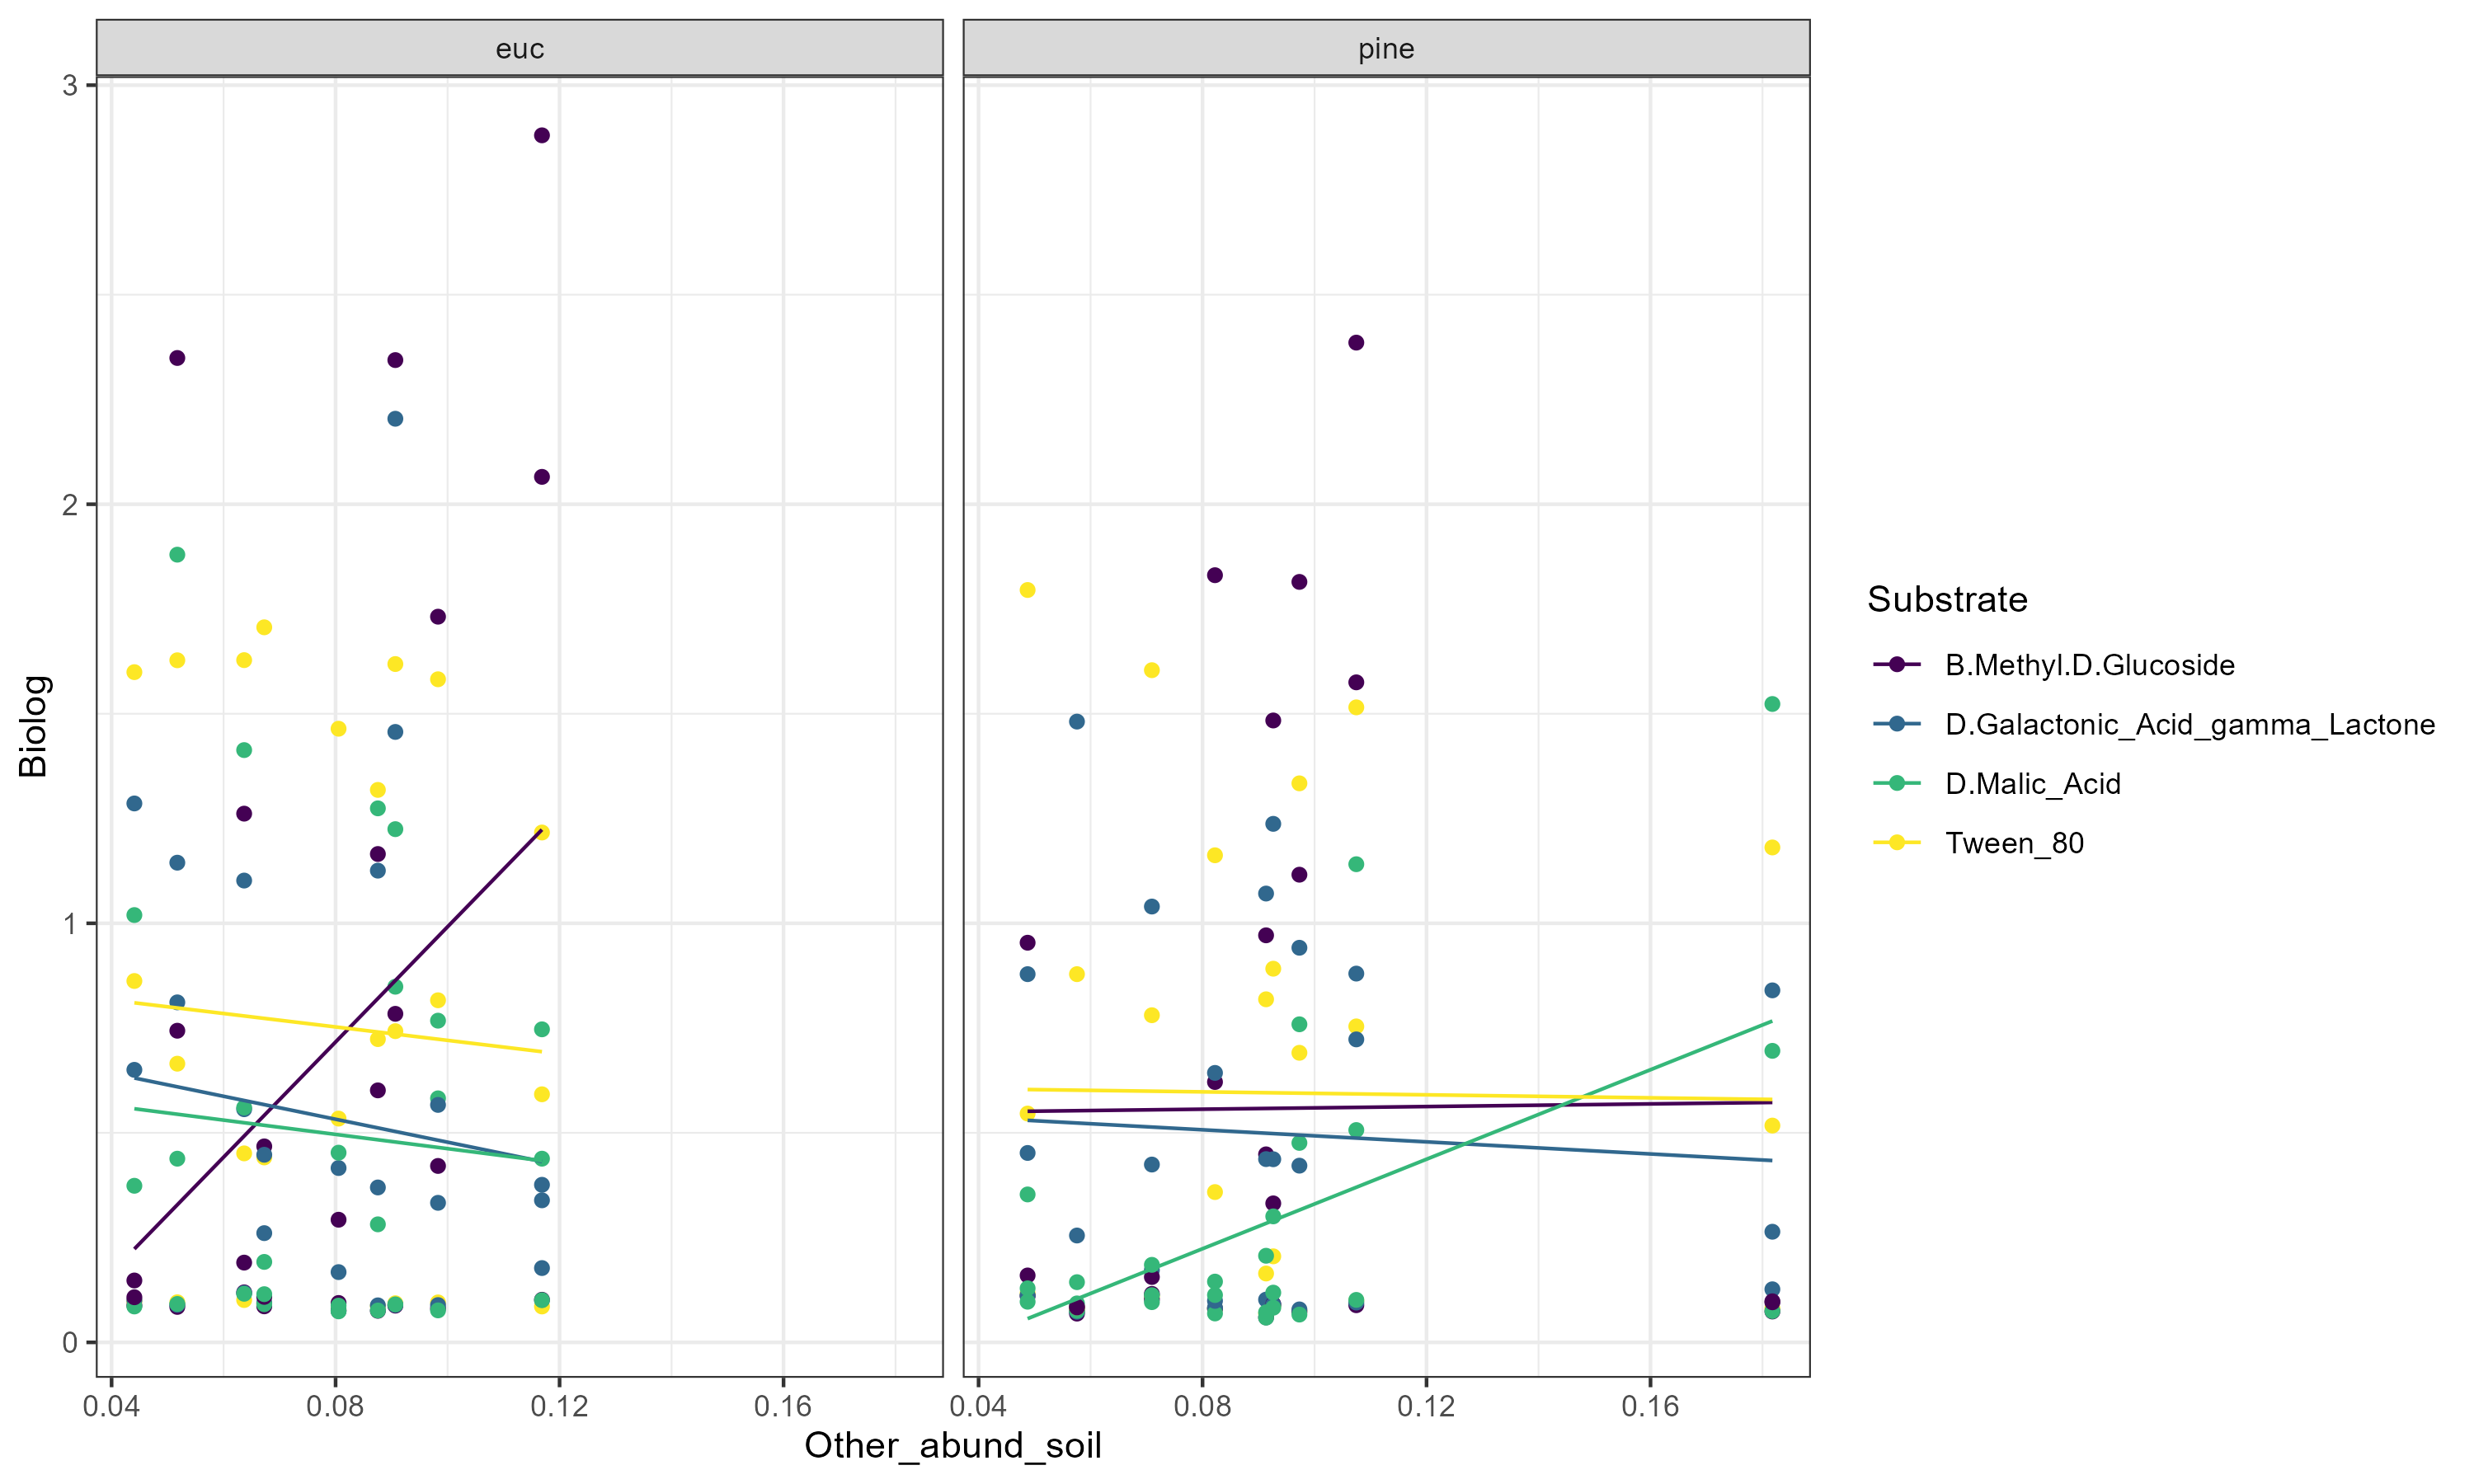 euc
pine
3
2
1
0
Biolog
0.04
0.08
0.12
0.16
0.04
0.08
0.12
0.16
Other_abund_soil
Substrate
B.Methyl.D.Glucoside
D.Galactonic_Acid_gamma_Lactone
D.Malic_Acid
Tween_80